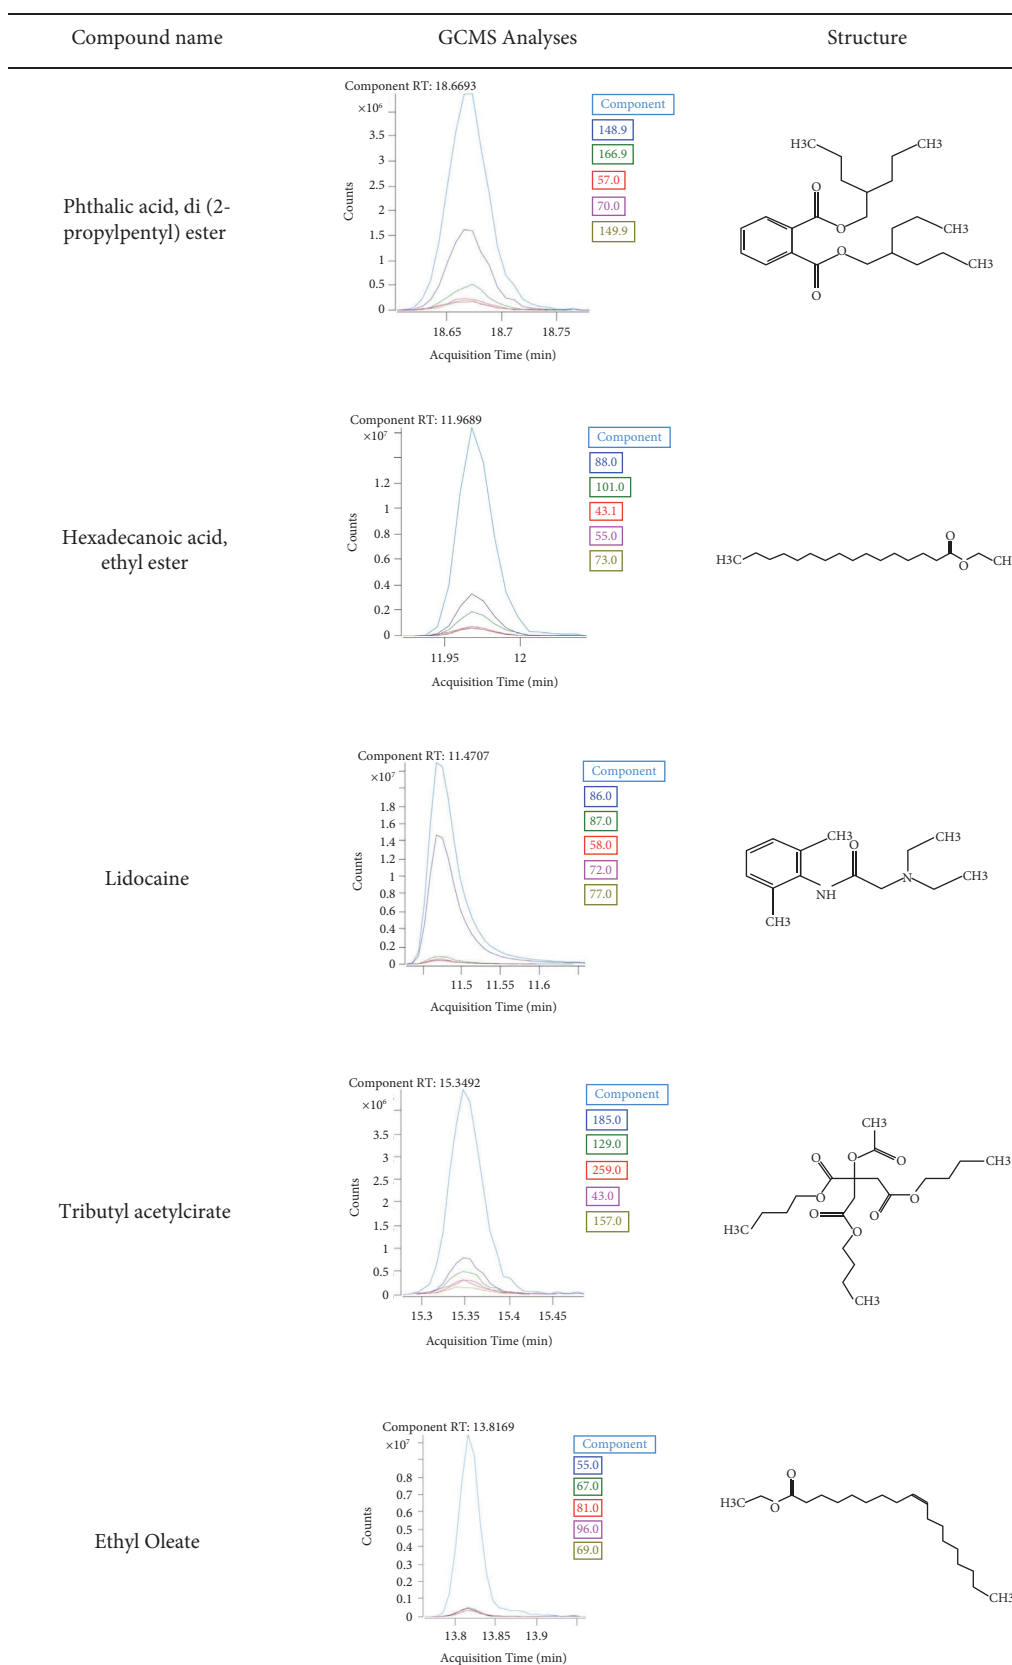 Compound name GCMS Analyses Structure
Component RT: 18.6693
×10⁶
3.5
3
2.5
2
1.5
1
0.5
0
Counts
18.65 18.7 18.75
Acquisition Time (min)
Component
148.9
166.9
57.0
70.0
149.9
Phthalic acid, di (2-
propylpentyl) ester
H3C CH3
O
O
CH3
O
CH3
O
Component RT: 11.9689
×10⁷
1.2
1
0.8
0.6
0.4
0.2
0
Counts
11.95 12
Acquisition Time (min)
Component
88.0
101.0
43.1
55.0
73.0
Hexadecanoic acid,
ethyl ester
O
H3C
O
CH
Component RT: 11.4707
×10⁷
1.8
1.6
1.4
1.2
1
0.8
0.6
0.4
0.2
0
Counts
11.5 11.55 11.6
Acquisition Time (min)
Component
86.0
87.0
58.0
72.0
77.0
Lidocaine
CH3
O
CH3
N
CH3
NH
CH3
Component RT: 15.3492
×10⁶
3.5
3
2.5
2
1.5
1
0.5
0
Counts
15.3 15.35 15.4 15.45
Acquisition Time (min)
Component
185.0
129.0
259.0
43.0
157.0
Tributyl acetylcirate
CH3
O O O
CH3
O O
O O
H3C
O
CH3
Component RT: 13.8169
×10⁷
0.8
0.7
0.6
0.5
0.4
0.3
0.2
0.1
0
Counts
13.8 13.85 13.9
Acquisition Time (min)
Component
55.0
67.0
81.0
96.0
69.0
Ethyl Oleate
O
H3C
O
CH3